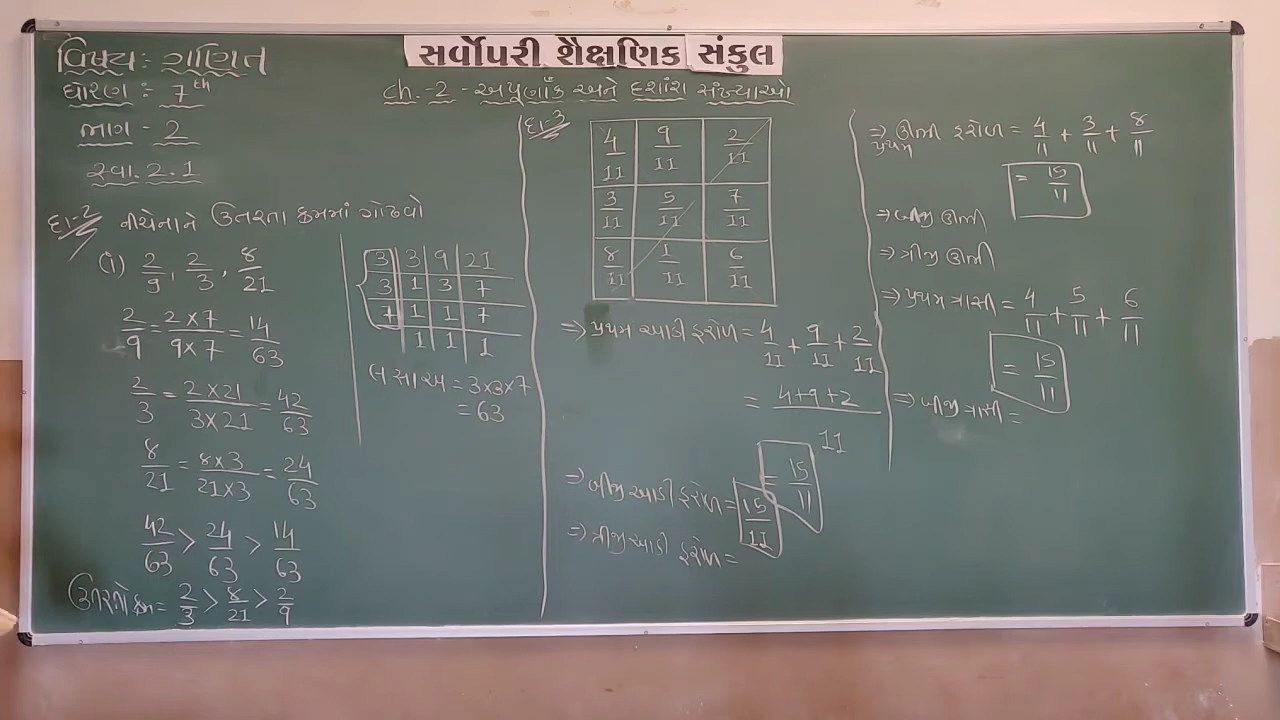 સર્વોપરી શૈક્ષણિક સંકુલ
વિષય: ગણિત
ધોરણ: 7th
ભાગ - 2
સ્વા. 2.1
ch.-2 - અપૂર્ણાંક અને દશાંશ સંખ્યાઓ
દા-2 નીચેનાને ઉતરતા ક્રમમાં ગોઠવો
(i) 2/9, 2/3, 8/21
2/9 = 2×7/9×7 = 14/63
2/3 = 2×21/3×21 = 42/63
8/21 = 8×3/21×3 = 24/63
42/63 > 24/63 > 14/63
ઉતરતો ક્રમ = 2/3 > 8/21 > 2/9
3 3 9 21
3 1 3 7
7 1 1 7
1 1 1
લસાઅ = 3×3×7
= 63
દા-3
4/11 9/11 2/11
3/11 5/11 7/11
8/11 1/11 6/11
⇒ પ્રથમ આડી હરોળ = 4/11 + 9/11 + 2/11
= 4+9+2/11
= 15/11
⇒ બીજી આડી હરોળ = 15/11
⇒ ત્રીજી આડી હરોળ =
⇒ પ્રથમ ઊભી હરોળ = 4/11 + 3/11 + 8/11
= 15/11
⇒ બીજી ઊભી
⇒ ત્રીજી ઊભી
⇒ પ્રથમ ત્રાસી = 4/11 + 5/11 + 6/11
= 15/11
⇒ બીજી ત્રાસી =